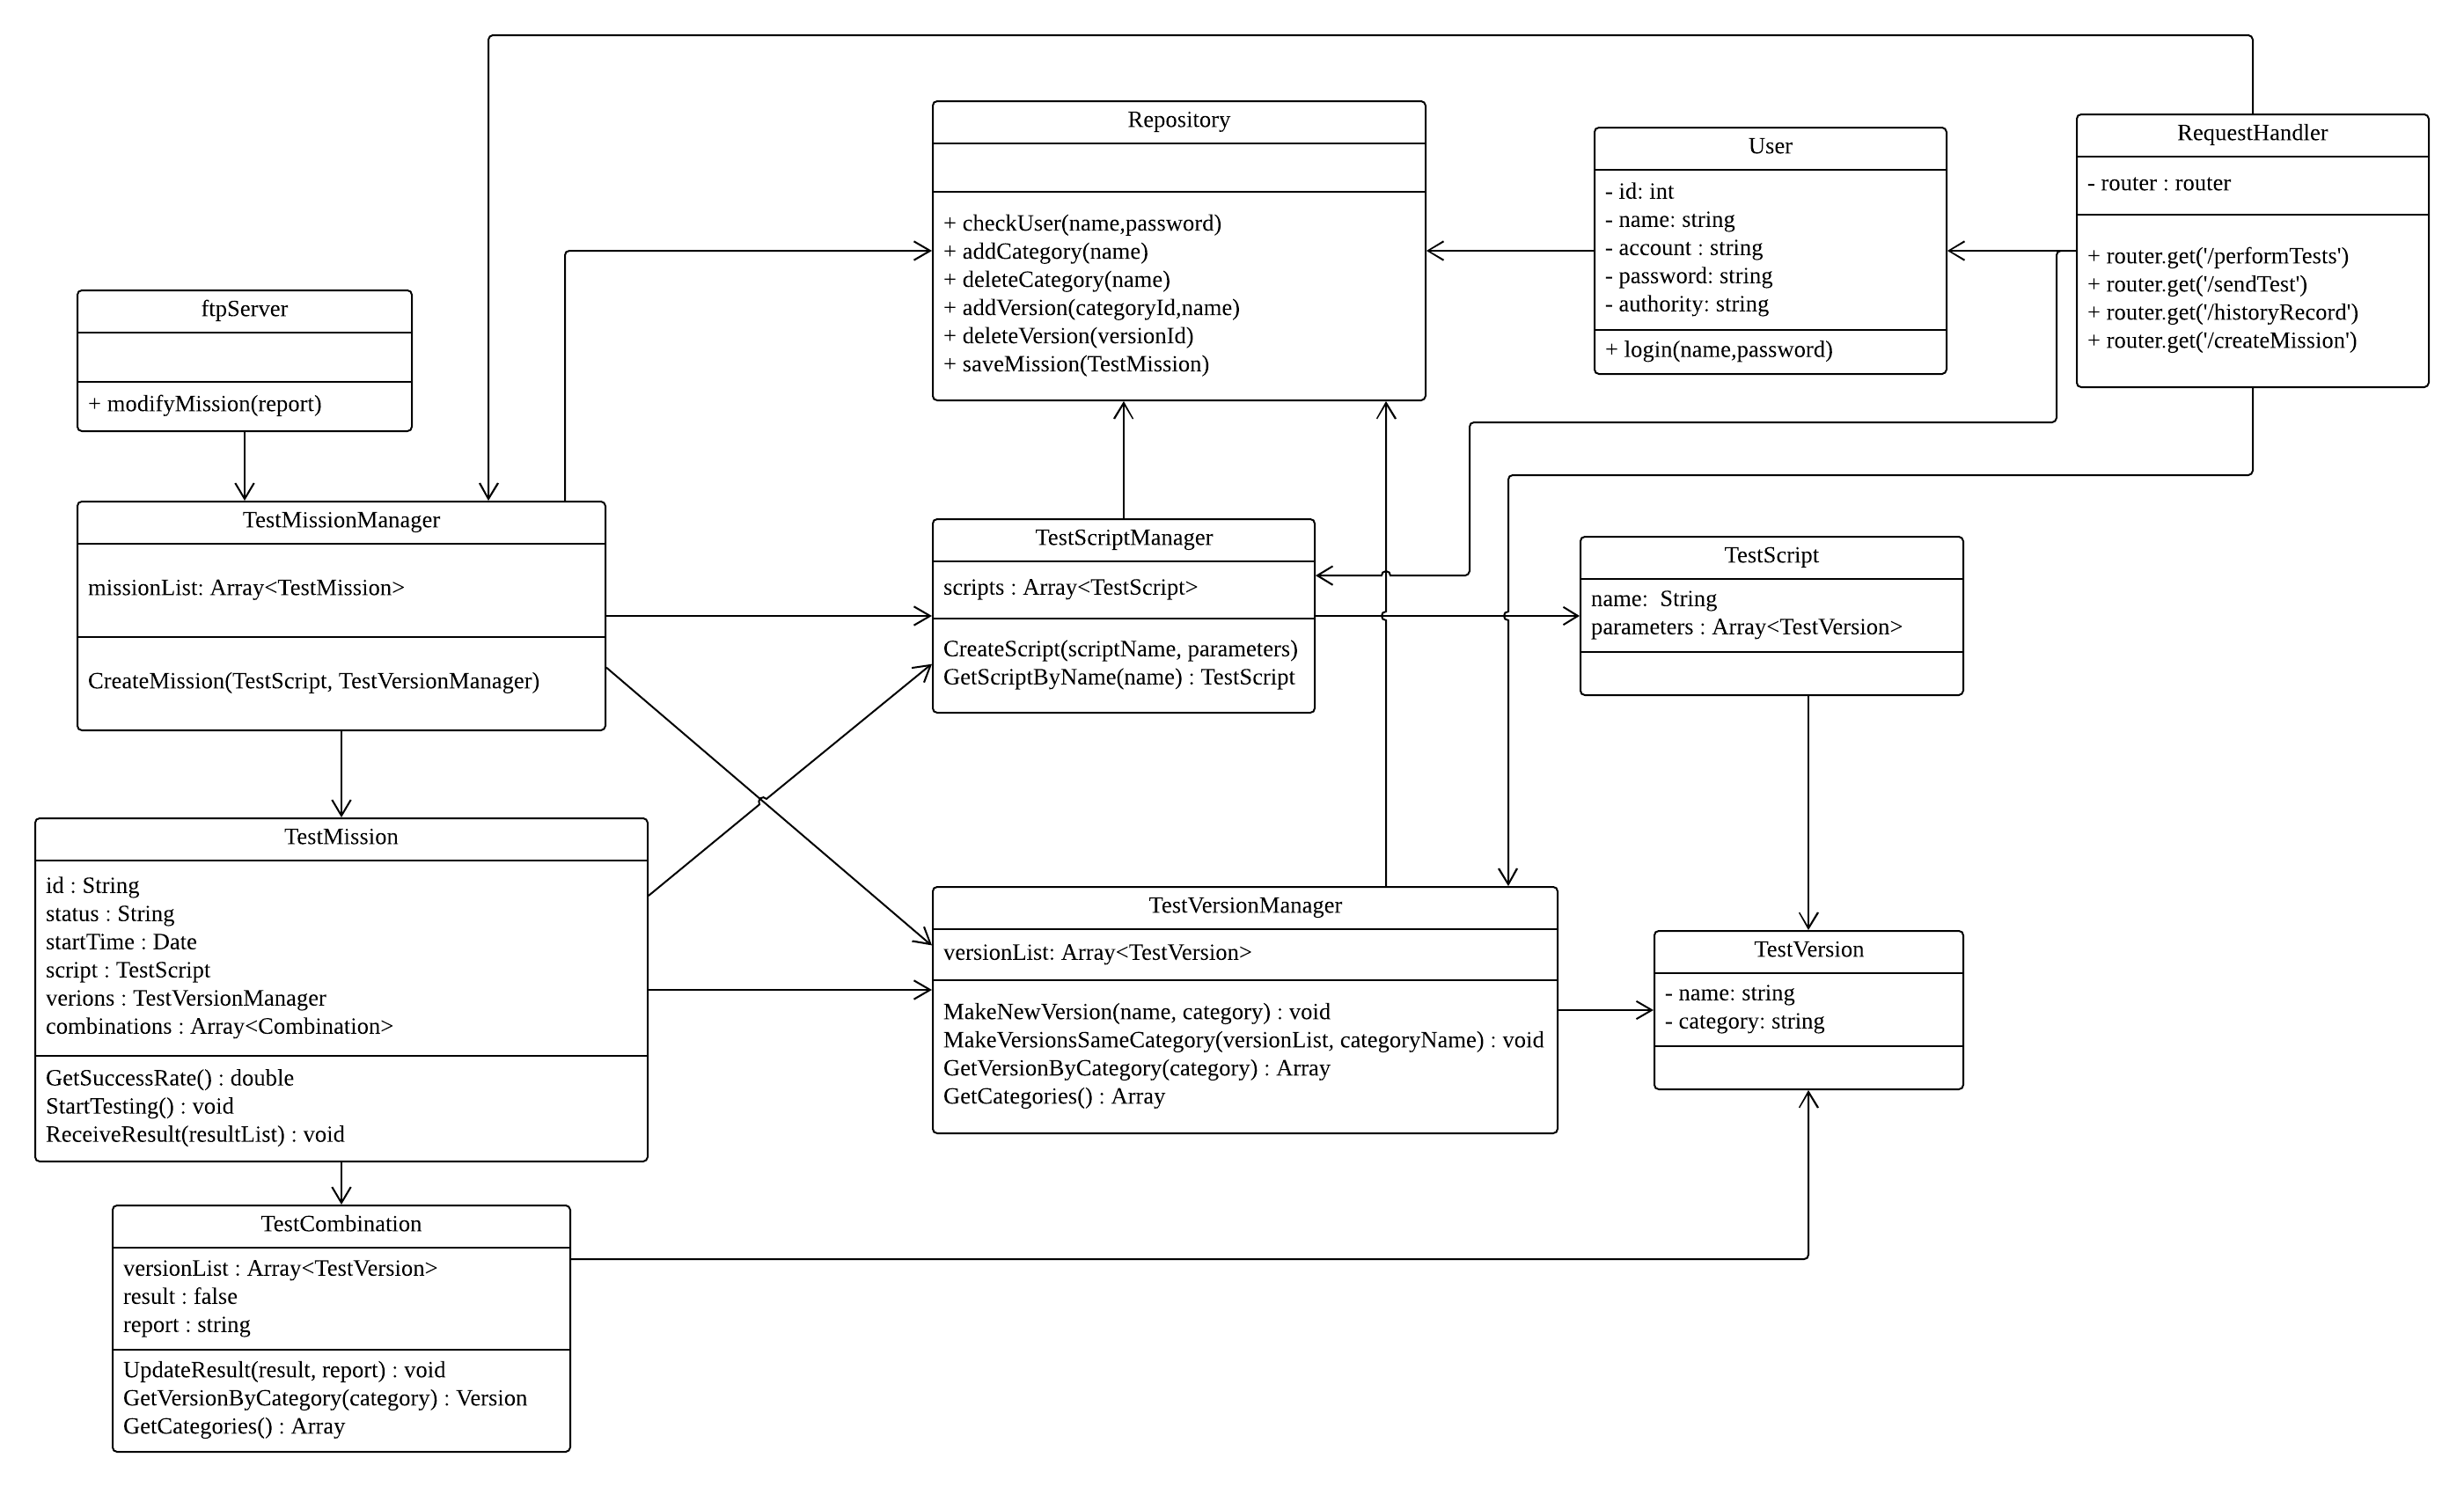 Repository
+ checkUser(name,password)
+ addCategory(name)
+ deleteCategory(name)
+ addVersion(categoryId,name)
+ deleteVersion(versionId)
+ saveMission(TestMission)
User
- id: int
- name: string
- account : string
- password: string
- authority: string
+ login(name,password)
RequestHandler
- router : router
+ router.get('/performTests')
+ router.get('/sendTest')
+ router.get('/historyRecord')
+ router.get('/createMission')
ftpServer
+ modifyMission(report)
TestMissionManager
missionList: Array<TestMission>
CreateMission(TestScript, TestVersionManager)
TestScriptManager
scripts : Array<TestScript>
CreateScript(scriptName, parameters)
GetScriptByName(name) : TestScript
TestScript
name:  String
parameters : Array<TestVersion>
TestMission
id : String
status : String
startTime : Date
script : TestScript
verions : TestVersionManager
combinations : Array<Combination>
GetSuccessRate() : double
StartTesting() : void
ReceiveResult(resultList) : void
TestVersionManager
versionList: Array<TestVersion>
MakeNewVersion(name, category) : void
MakeVersionsSameCategory(versionList, categoryName) : void
GetVersionByCategory(category) : Array
GetCategories() : Array
TestVersion
- name: string
- category: string
TestCombination
versionList : Array<TestVersion>
result : false
report : string
UpdateResult(result, report) : void
GetVersionByCategory(category) : Version
GetCategories() : Array